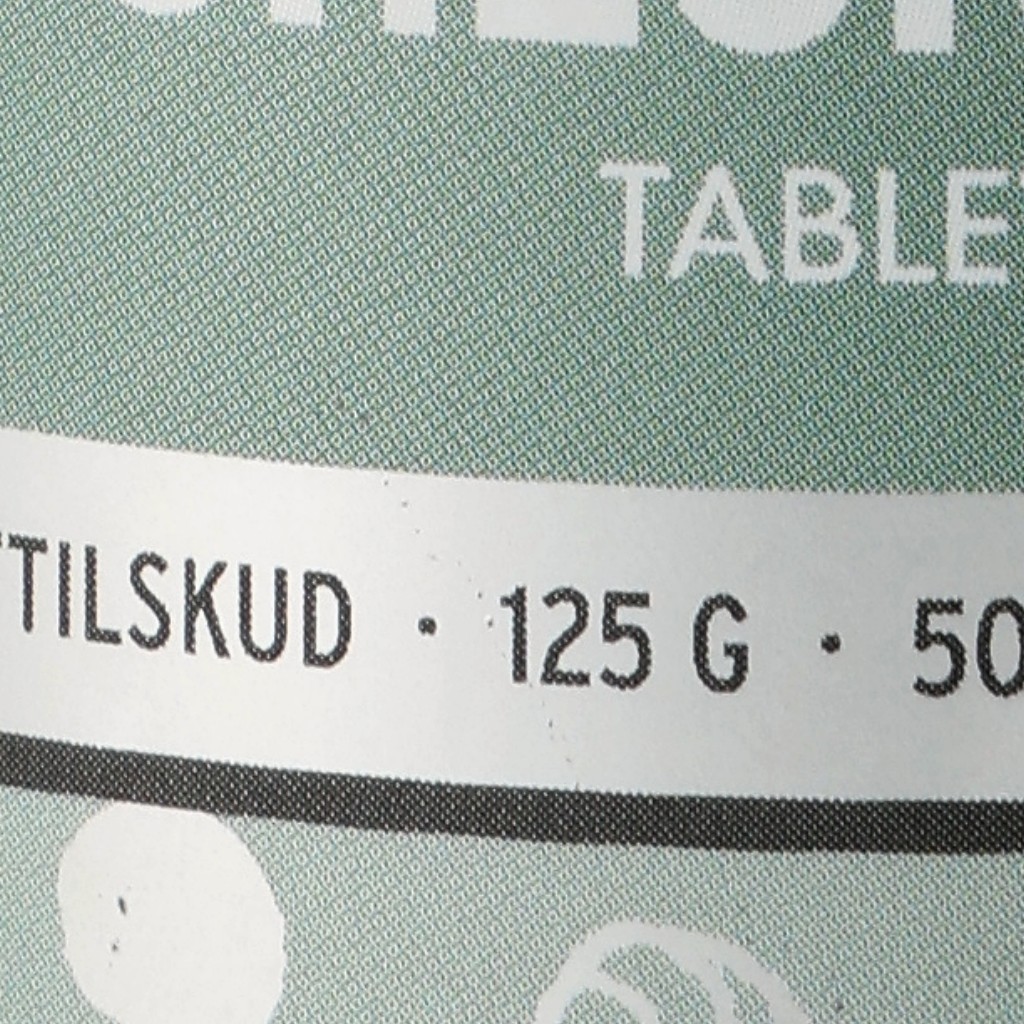 TABLE
TILSKUD · 125 G · 50